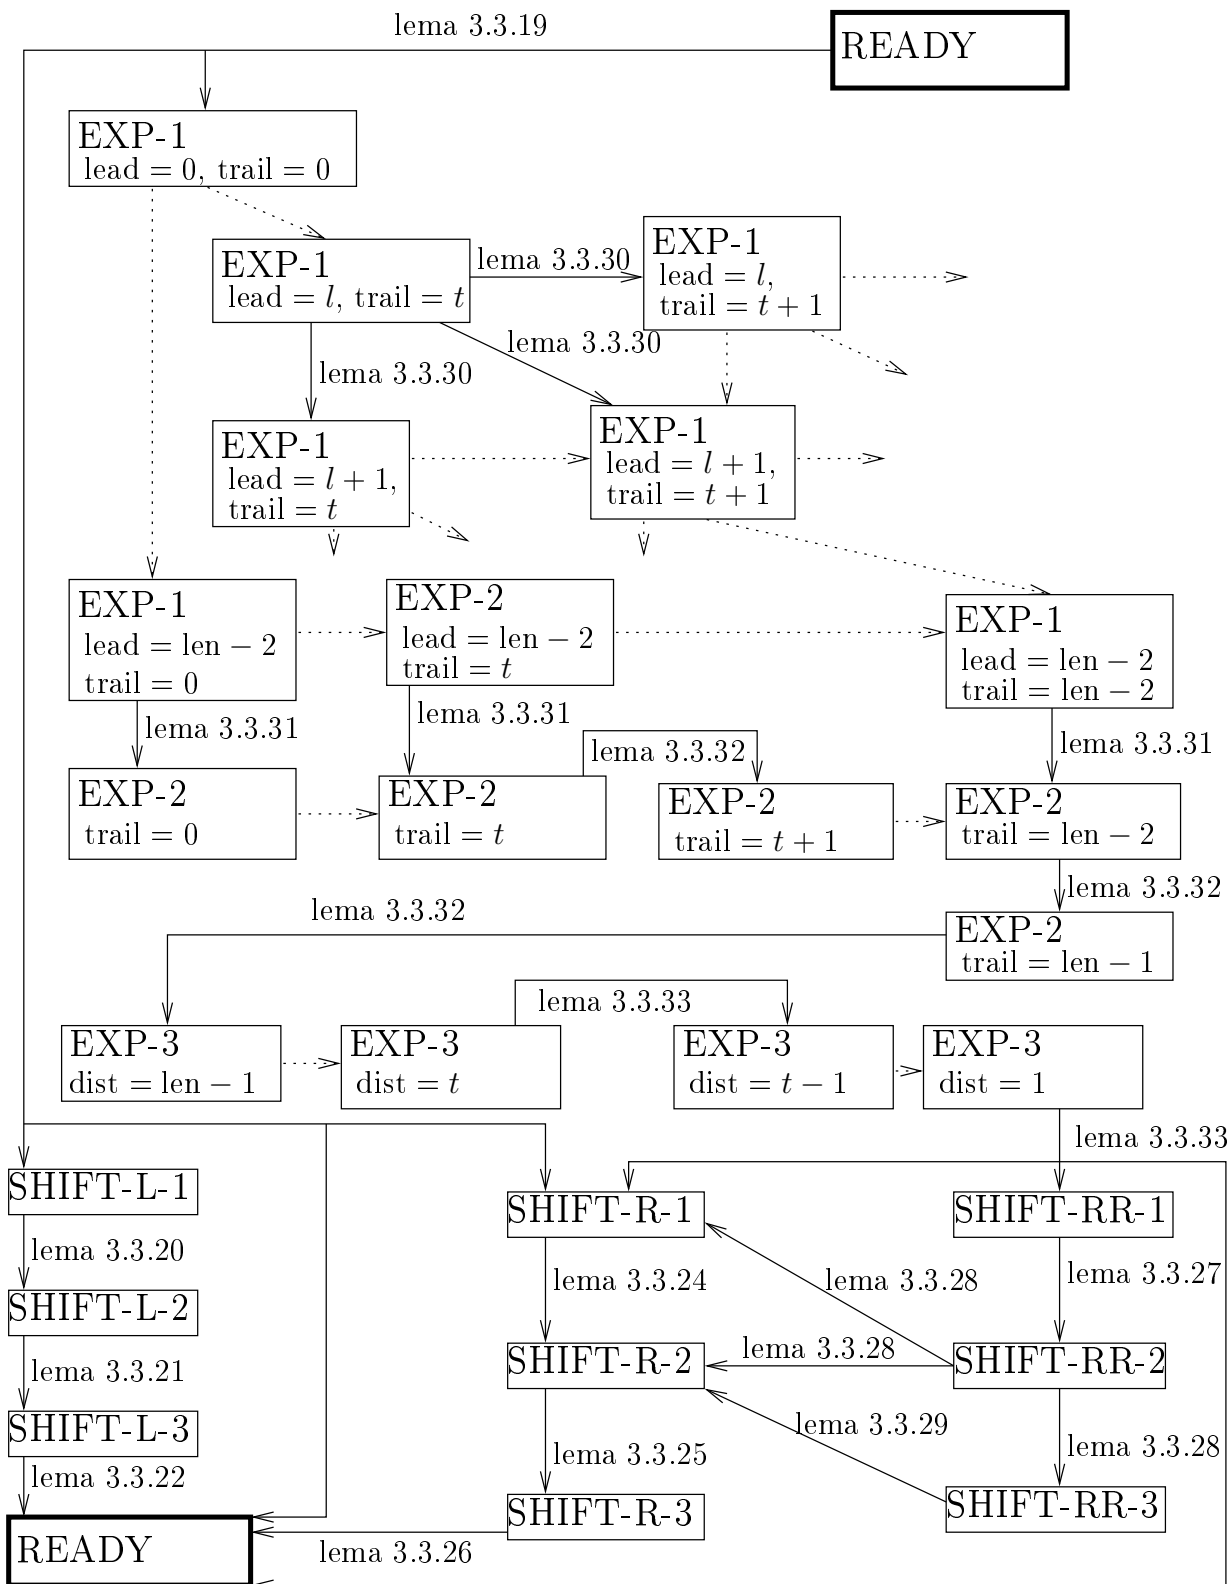 lema 3.3.19
READY
EXP-1
lead = 0, trail = 0
EXP-1
lead = l, trail = t
lema 3.3.30
EXP-1
lead = l,
trail = t + 1
lema 3.3.30
lema 3.3.30
EXP-1
lead = l + 1,
trail = t
EXP-1
lead = l + 1,
trail = t + 1
EXP-1
lead = len − 2
trail = 0
EXP-2
lead = len − 2
trail = t
EXP-1
lead = len − 2
trail = len − 2
lema 3.3.31
lema 3.3.31
lema 3.3.31
EXP-2
trail = 0
EXP-2
trail = t
lema 3.3.32
EXP-2
trail = t + 1
EXP-2
trail = len − 2
lema 3.3.32
lema 3.3.32
EXP-2
trail = len − 1
EXP-3
dist = len − 1
EXP-3
dist = t
lema 3.3.33
EXP-3
dist = t − 1
EXP-3
dist = 1
lema 3.3.33
SHIFT-L-1
SHIFT-R-1
SHIFT-RR-1
lema 3.3.20
lema 3.3.24
lema 3.3.28
lema 3.3.27
SHIFT-L-2
SHIFT-R-2
lema 3.3.28
SHIFT-RR-2
lema 3.3.21
lema 3.3.29
SHIFT-L-3
lema 3.3.25
lema 3.3.28
lema 3.3.22
SHIFT-R-3
SHIFT-RR-3
READY
lema 3.3.26